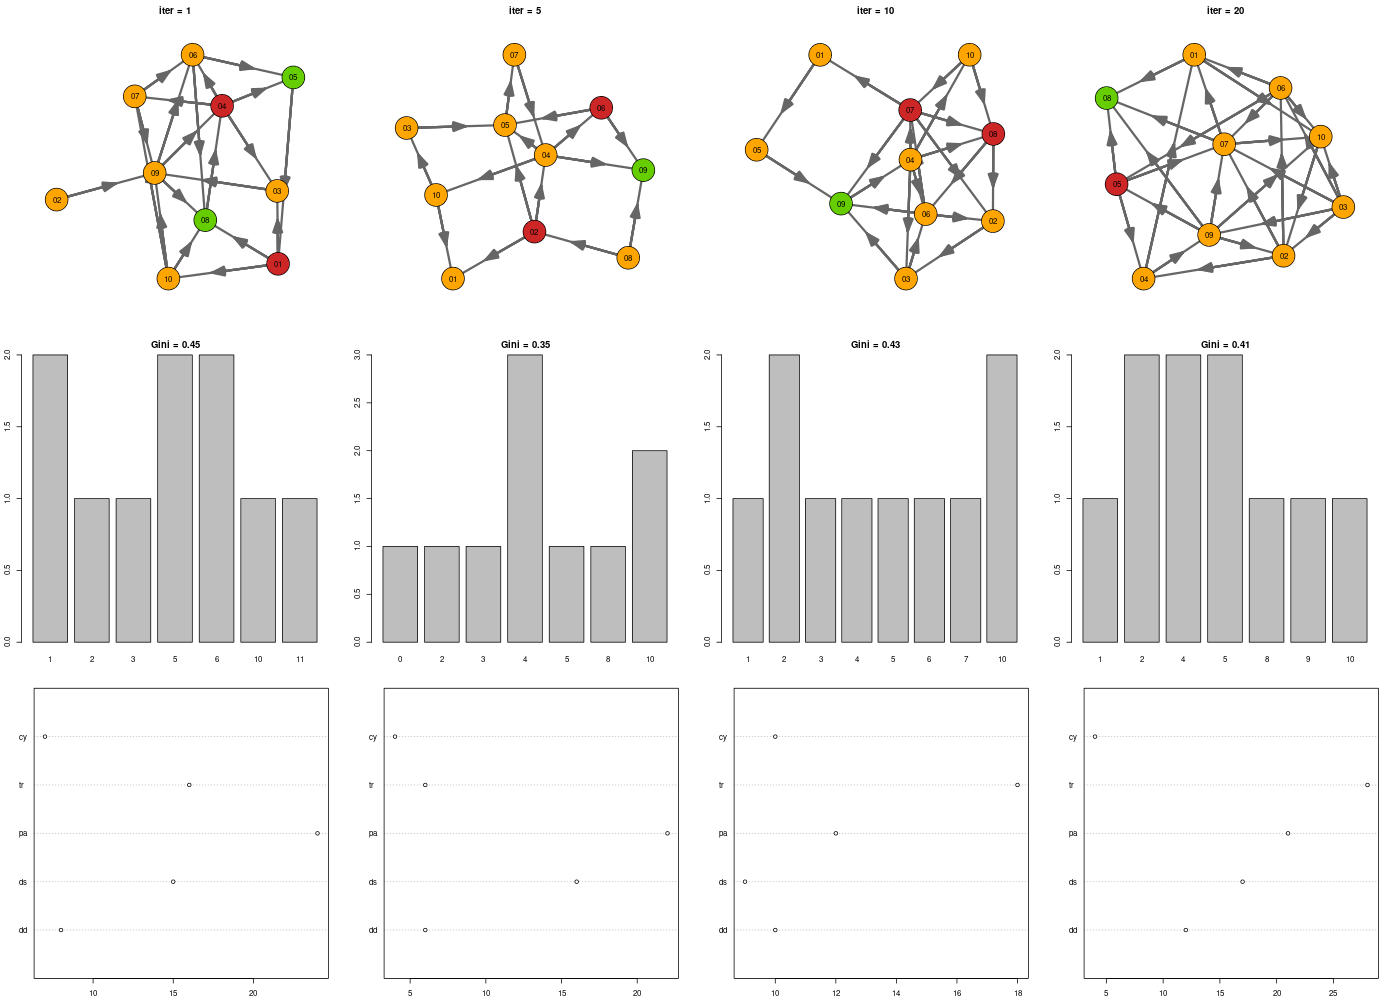 iter = 1
06
05
07
04
09
03
02
08
01
10
iter = 5
07
06
03
05
04
09
10
02
08
01
iter = 10
01
10
07
08
05
04
09
06
02
03
iter = 20
01
06
08
10
07
05
03
09
02
04
Gini = 0.45
2.0
1.5
1.0
0.5
0.0
1 2 3 5 6 10 11
Gini = 0.35
3.0
2.5
2.0
1.5
1.0
0.5
0.0
0 2 3 4 5 8 10
Gini = 0.43
2.0
1.5
1.0
0.5
0.0
1 2 3 4 5 6 7 10
Gini = 0.41
2.0
1.5
1.0
0.5
0.0
1 2 4 5 8 9 10
cy
tr
pa
ds
dd
10 15 20
cy
tr
pa
ds
dd
5 10 15 20
cy
tr
pa
ds
dd
10 12 14 16 18
cy
tr
pa
ds
dd
5 10 15 20 25